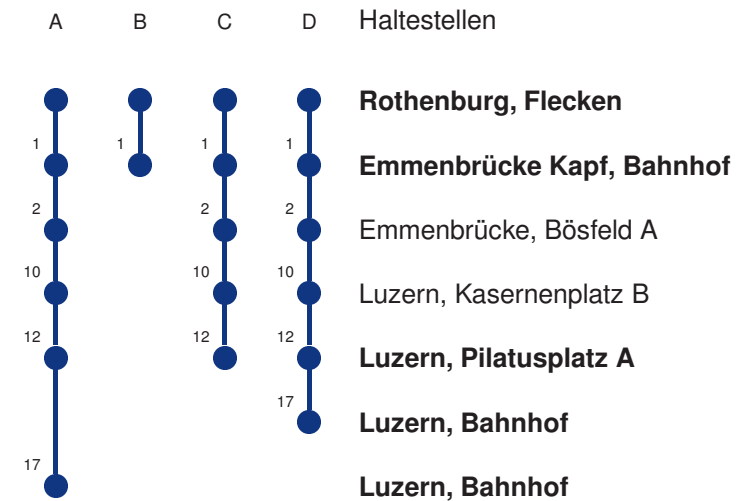 A B C D Haltestellen
Rothenburg, Flecken
1 1 1 1 Emmenbrücke Kapf, Bahnhof
2 2 2 Emmenbrücke, Bösfeld A
10 10 10 Luzern, Kasernenplatz B
12 12 12 Luzern, Pilatusplatz A
17 Luzern, Bahnhof
17 Luzern, Bahnhof